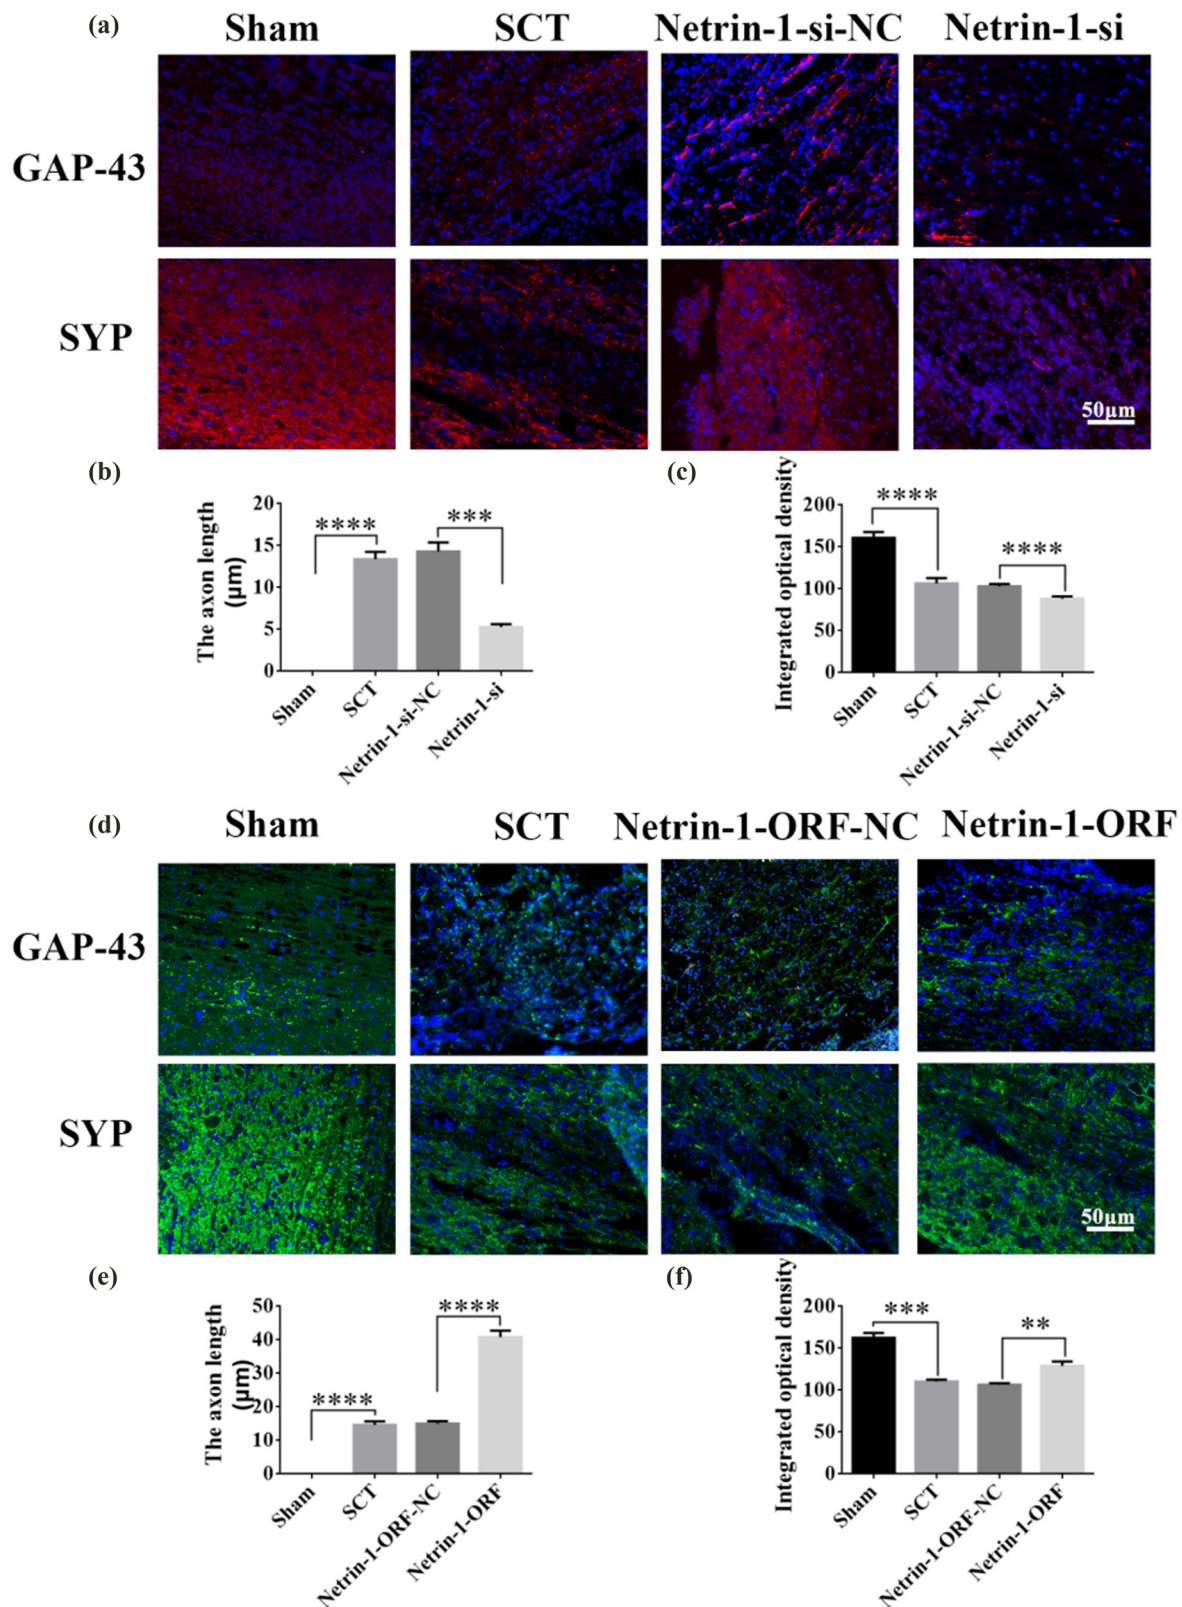 (a)
Sham SCT Netrin-1-si-NC Netrin-1-si
GAP-43
SYP
50µm
(b)
The axon length
(µm)
20
15
10
5
0
****
***
Sham
SCT
Netrin-1-si-NC
Netrin-1-si
(c)
Integrated optical density
200
150
100
50
0
****
****
Sham
SCT
Netrin-1-si-NC
Netrin-1-si
(d)
Sham SCT Netrin-1-ORF-NC Netrin-1-ORF
GAP-43
SYP
50µm
(e)
The axon length
(µm)
50
40
30
20
10
0
****
****
Sham
SCT
Netrin-1-ORF-NC
Netrin-1-ORF
(f)
Integrated optical density
200
150
100
50
0
***
**
Sham
SCT
Netrin-1-ORF-NC
Netrin-1-ORF